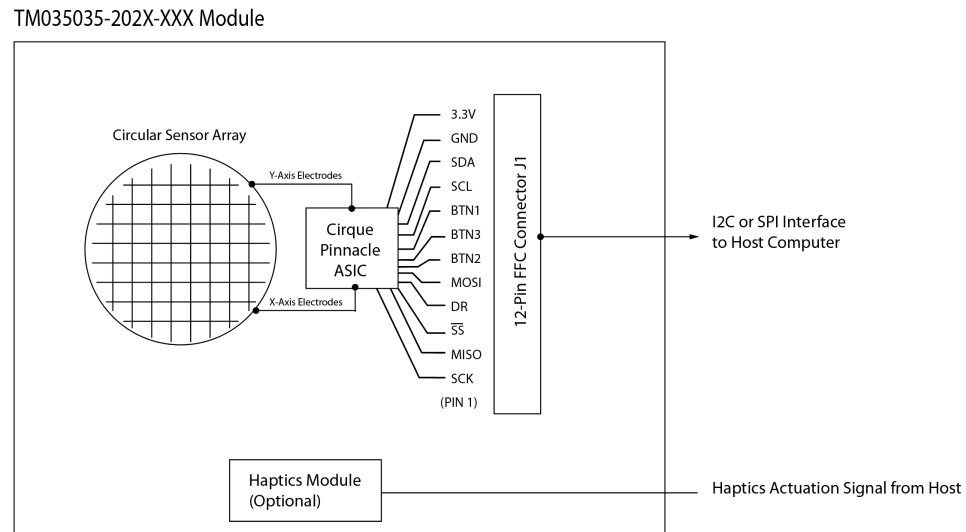 TM035035-202X-XXX Module
Circular Sensor Array
Y-Axis Electrodes
X-Axis Electrodes
Cirque
Pinnacle
ASIC
3.3V
GND
SDA
SCL
BTN1
BTN3
BTN2
MOSI
DR
SS
MISO
SCK
(PIN 1)
12-Pin FFC Connector J1
I2C or SPI Interface
to Host Computer
Haptics Module
(Optional)
Haptics Actuation Signal from Host